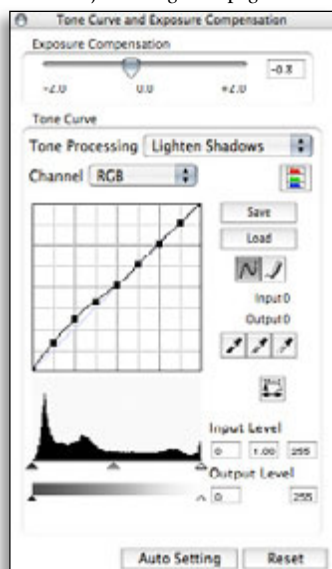 Tone Curve and Exposure Compensation
Exposure Compensation
-0.3
-2.0 0.0 +2.0
Tone Curve
Tone Processing Lighten Shadows
Channel RGB
Save
Load
Input 0
Output 0
Input Level
0 1.00 255
Output Level
0 255
Auto Setting Reset